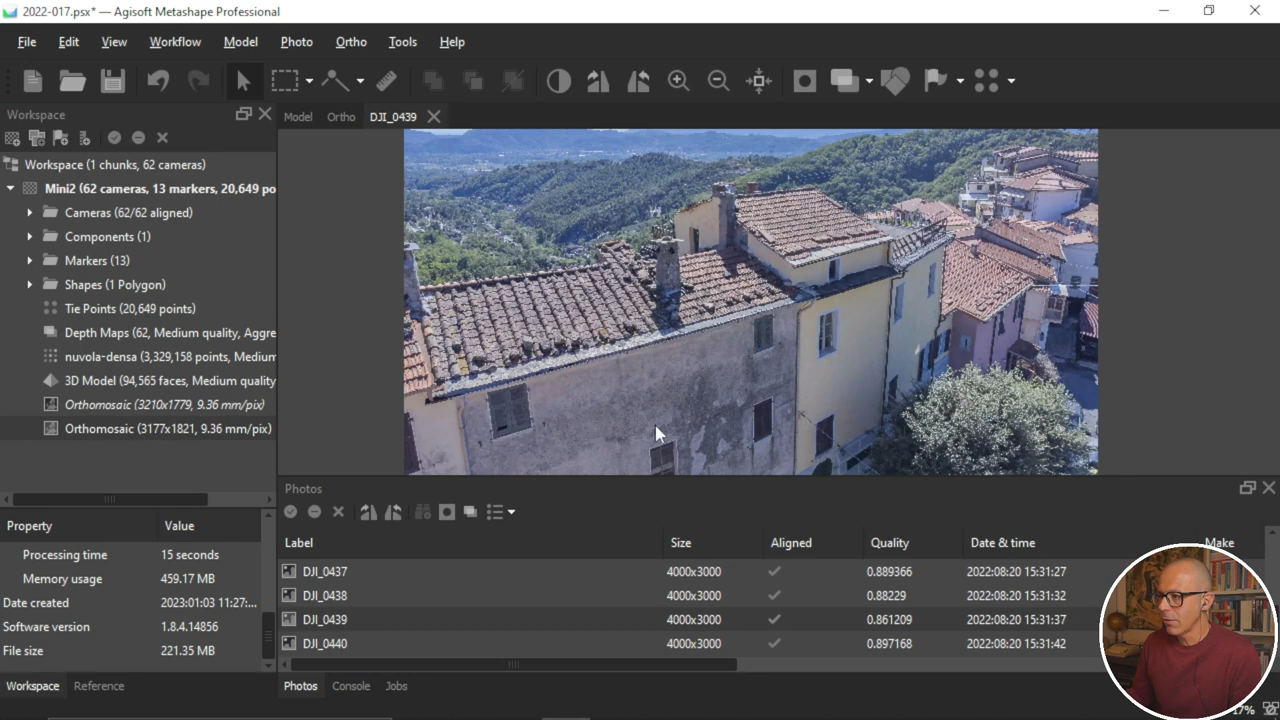 2022-017.psx* — Agisoft Metashape Professional
File Edit View Workflow Model Photo Ortho Tools Help
Workspace
Model Ortho DJI_0439
Workspace (1 chunks, 62 cameras)
Mini2 (62 cameras, 13 markers, 20,649 po
Cameras (62/62 aligned)
Components (1)
Markers (13)
Shapes (1 Polygon)
Tie Points (20,649 points)
Depth Maps (62, Medium quality, Aggre
nuvola-densa (3,329,158 points, Medium
3D Model (94,565 faces, Medium quality
Orthomosaic (3210x1779, 9.36 mm/pix)
Orthomosaic (3177x1821, 9.36 mm/pix)
Property Value
Processing time 15 seconds
Memory usage 459.17 MB
Date created 2023:01:03 11:27:...
Software version 1.8.4.14856
File size 221.35 MB
Workspace Reference
Photos
Label Size Aligned Quality Date & time Make
DJI_0437 4000x3000 0.889366 2022:08:20 15:31:27
DJI_0438 4000x3000 0.88229 2022:08:20 15:31:32
DJI_0439 4000x3000 0.861209 2022:08:20 15:31:37
DJI_0440 4000x3000 0.897168 2022:08:20 15:31:42
Photos Console Jobs
17%